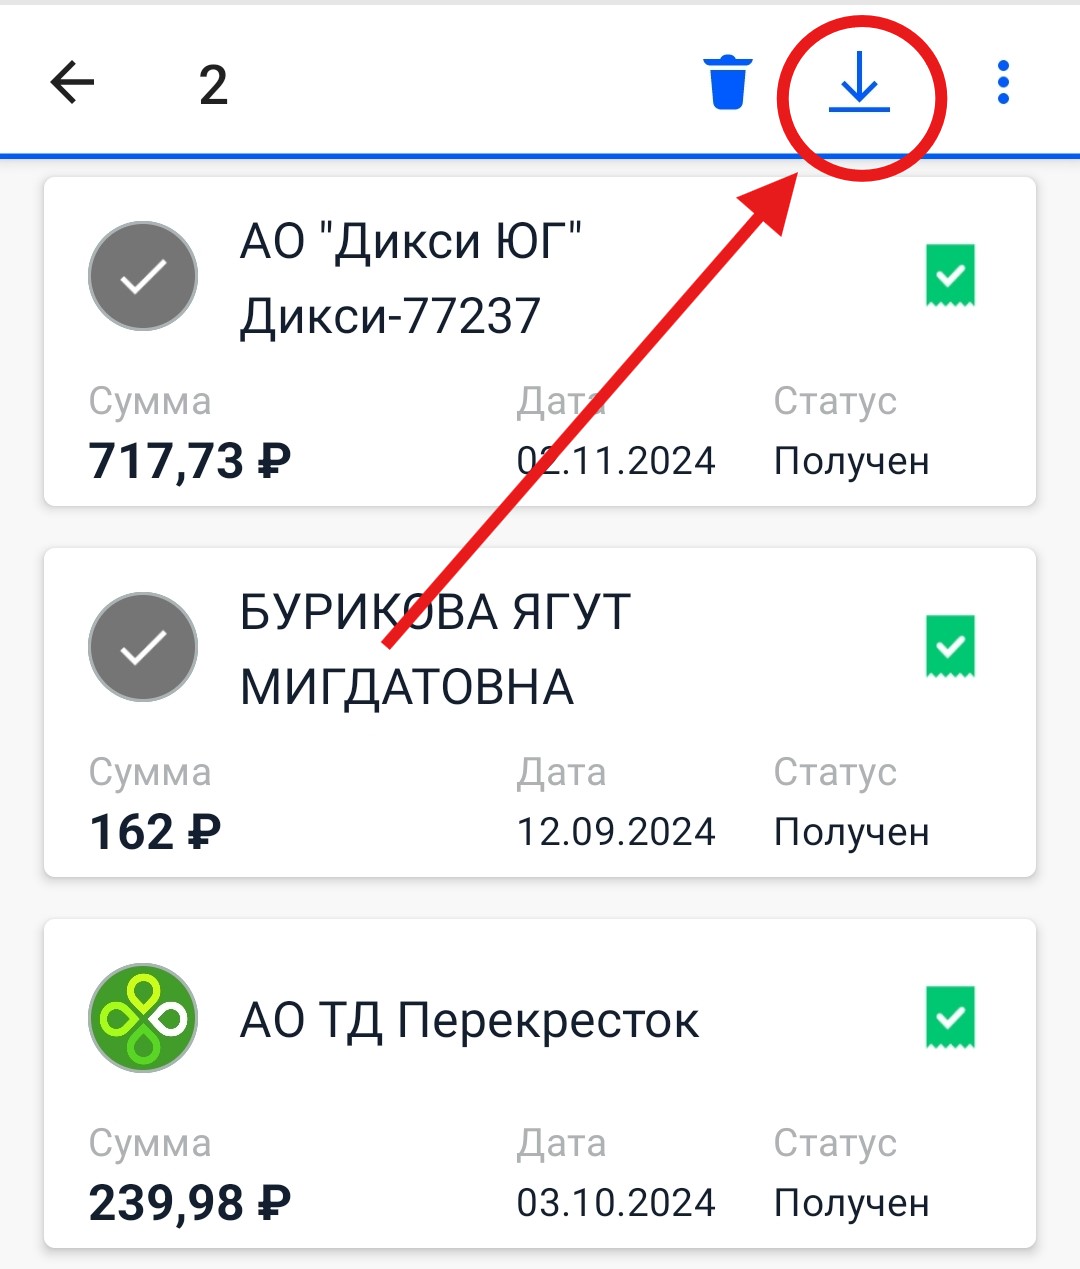 2
АО "Дикси ЮГ"
Дикси-77237
Сумма Дата Статус
717,73 ₽ 02.11.2024 Получен
БУРИКОВА ЯГУТ
МИГДАТОВНА
Сумма Дата Статус
162 ₽ 12.09.2024 Получен
АО ТД Перекресток
Сумма Дата Статус
239,98 ₽ 03.10.2024 Получен